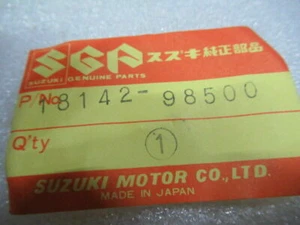 SGP スズキ純正部品
SUZUKI GENUINE PARTS
P/No. 18142-98500
Q'ty 1
SUZUKI MOTOR CO.,LTD.
MADE IN JAPAN